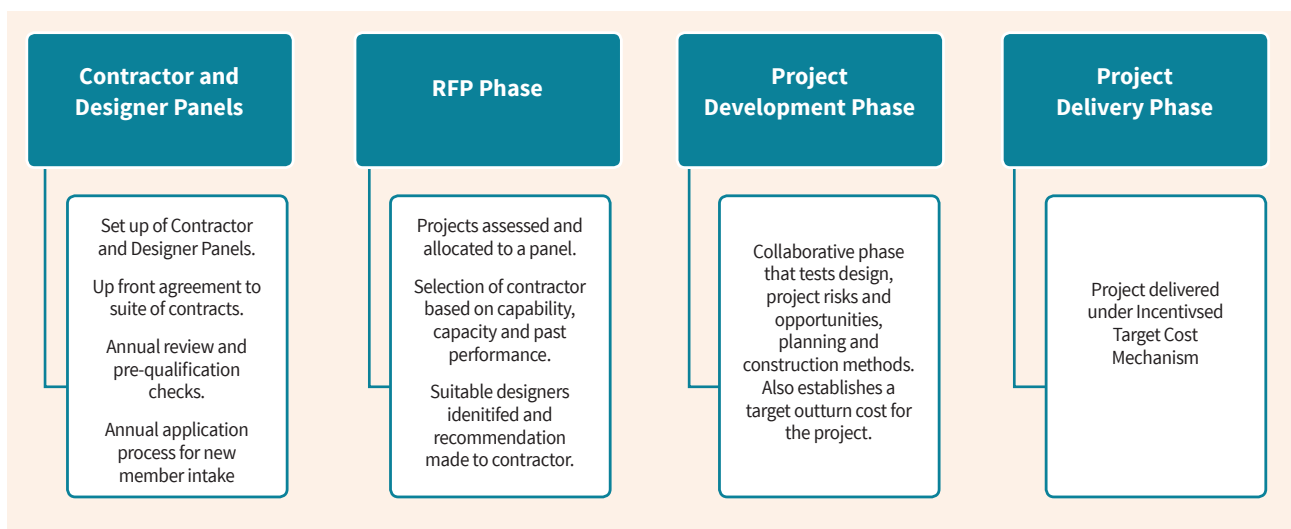 Contractor and
Designer Panels
Set up of Contractor
and Designer Panels.
Up front agreement to
suite of contracts.
Annual review and
pre-qualification
checks.
Annual application
process for new
member intake
RFP Phase
Projects assessed and
allocated to a panel.
Selection of contractor
based on capability,
capacity and past
performance.
Suitable designers
idenitifed and
recommendation
made to contractor.
Project
Development Phase
Collaborative phase
that tests design,
project risks and
opportunities,
planning and
construction methods.
Also establishes a
target outturn cost for
the project.
Project
Delivery Phase
Project delivered
under Incentivsed
Target Cost
Mechanism